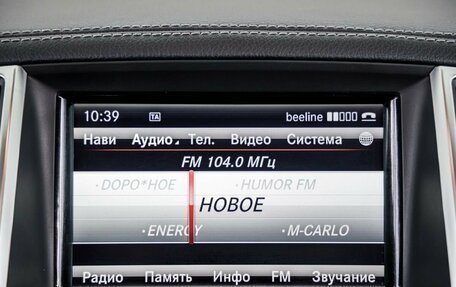 10:39 TA beeline
Нави Аудио Тел. Видео Система
FM 104.0 МГц
·DOPO*HOE ·HUMOR FM
НОВОЕ
·ENERGY ·M-CARLO
Радио Память Инфо FM Звучание